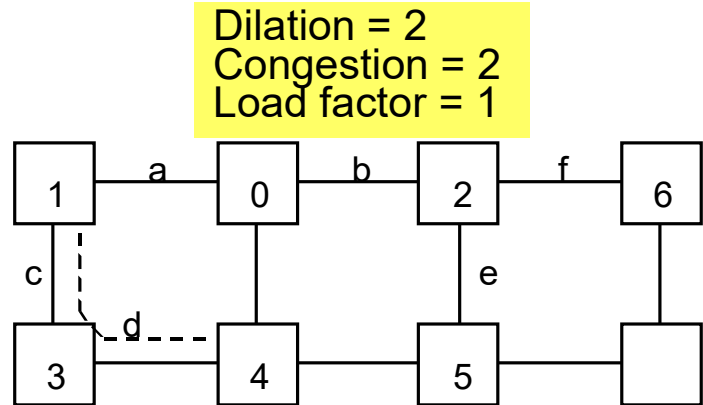 Dilation = 2
Congestion = 2
Load factor = 1
a b f
1 0 2 6
c e
d
3 4 5